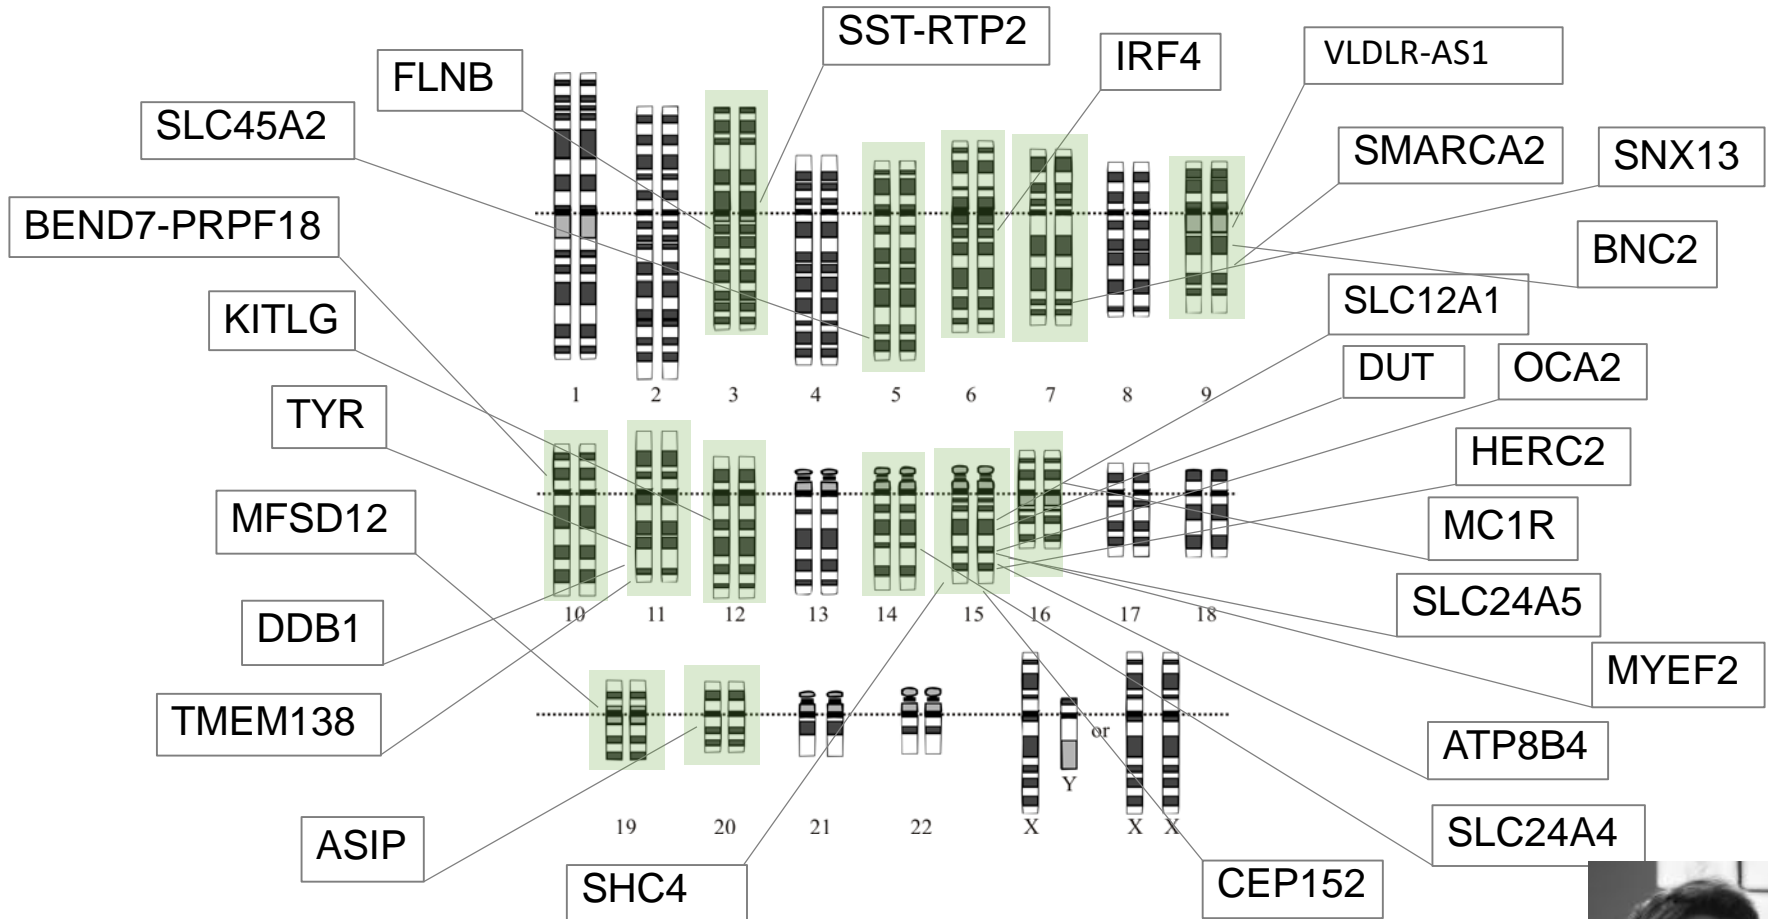 SST-RTP2
IRF4
VLDLR-AS1
FLNB
SLC45A2
SMARCA2
SNX13
BEND7-PRPF18
BNC2
KITLG
SLC12A1
DUT
OCA2
1 2 3 4 5 6 7 8 9
TYR
HERC2
MFSD12
MC1R
SLC24A5
10 11 12 13 14 15 16 17 18
DDB1
MYEF2
TMEM138
or
ATP8B4
Y
19 20 21 22 X X X
ASIP
SLC24A4
SHC4
CEP152